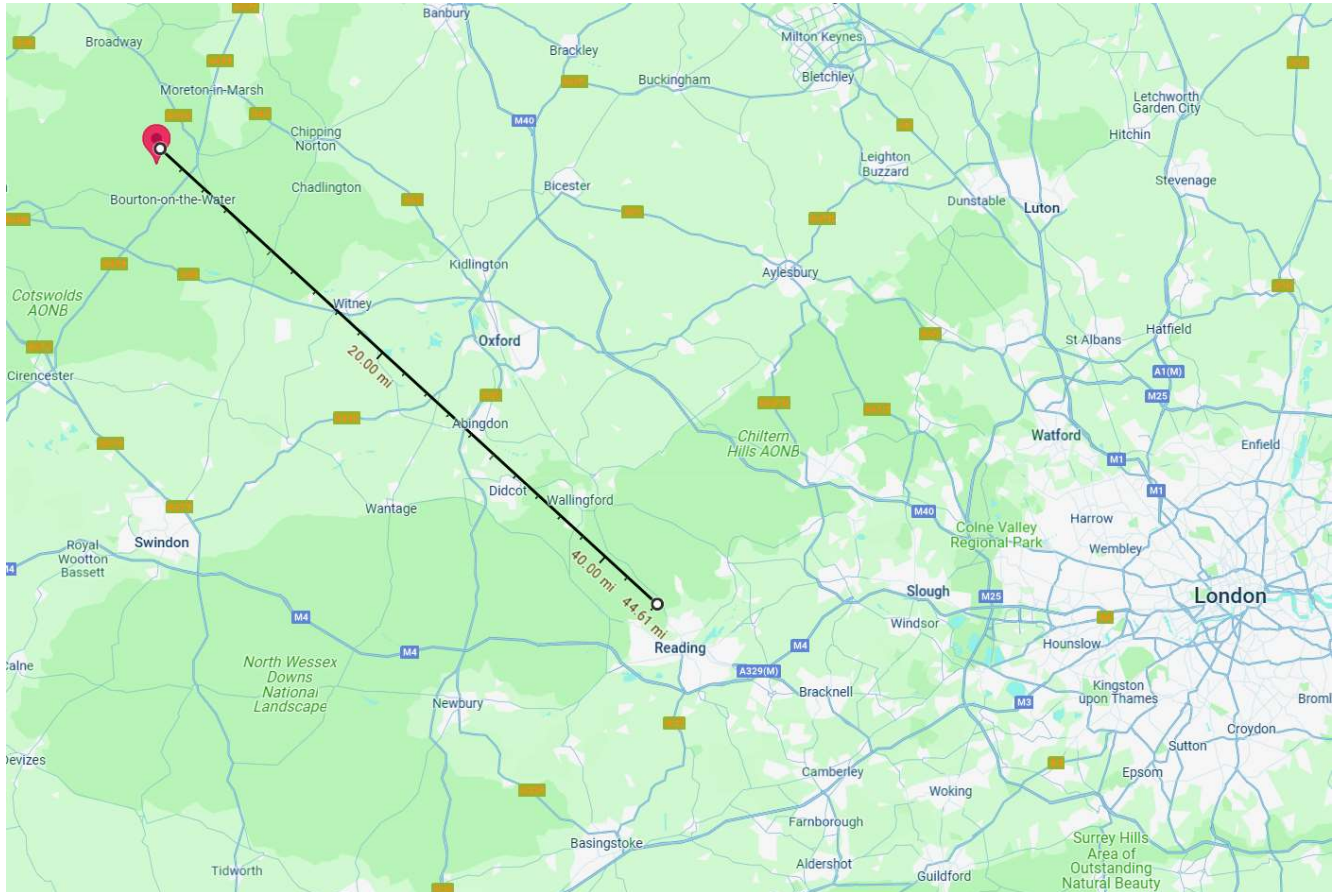 Banbury
Broadway
Milton Keynes
Brackley
Buckingham
Bletchley
Moreton-in-Marsh
Letchworth
Garden City
M40
Chipping
Norton
Hitchin
Leighton
Buzzard
Chadlington
Bicester
Stevenage
Bourton-on-the-Water
Dunstable
Luton
Kidlington
Aylesbury
Cotswolds
AONB
Witney
Oxford
Hatfield
St Albans
20.00 mi
Cirencester
A1(M)
M25
Abingdon
Chiltern
Hills AONB
Watford
Enfield
M1
Didcot
Wallingford
M1
Wantage
M40
Harrow
Colne Valley
Regional Park
Swindon
Wembley
Royal
Wootton
Bassett
40.00 mi
Slough
M25
London
44.61 mi
M4
Windsor
Hounslow
Reading
M4
M4
A329(M)
North Wessex
Downs
National
Landscape
Bracknell
Kingston
upon Thames
Newbury
M3
Croydon
Sutton
Camberley
Epsom
Woking
Farnborough
Basingstoke
Aldershot
Surrey Hills
Area of
Outstanding
Natural Beauty
Tidworth
Guildford